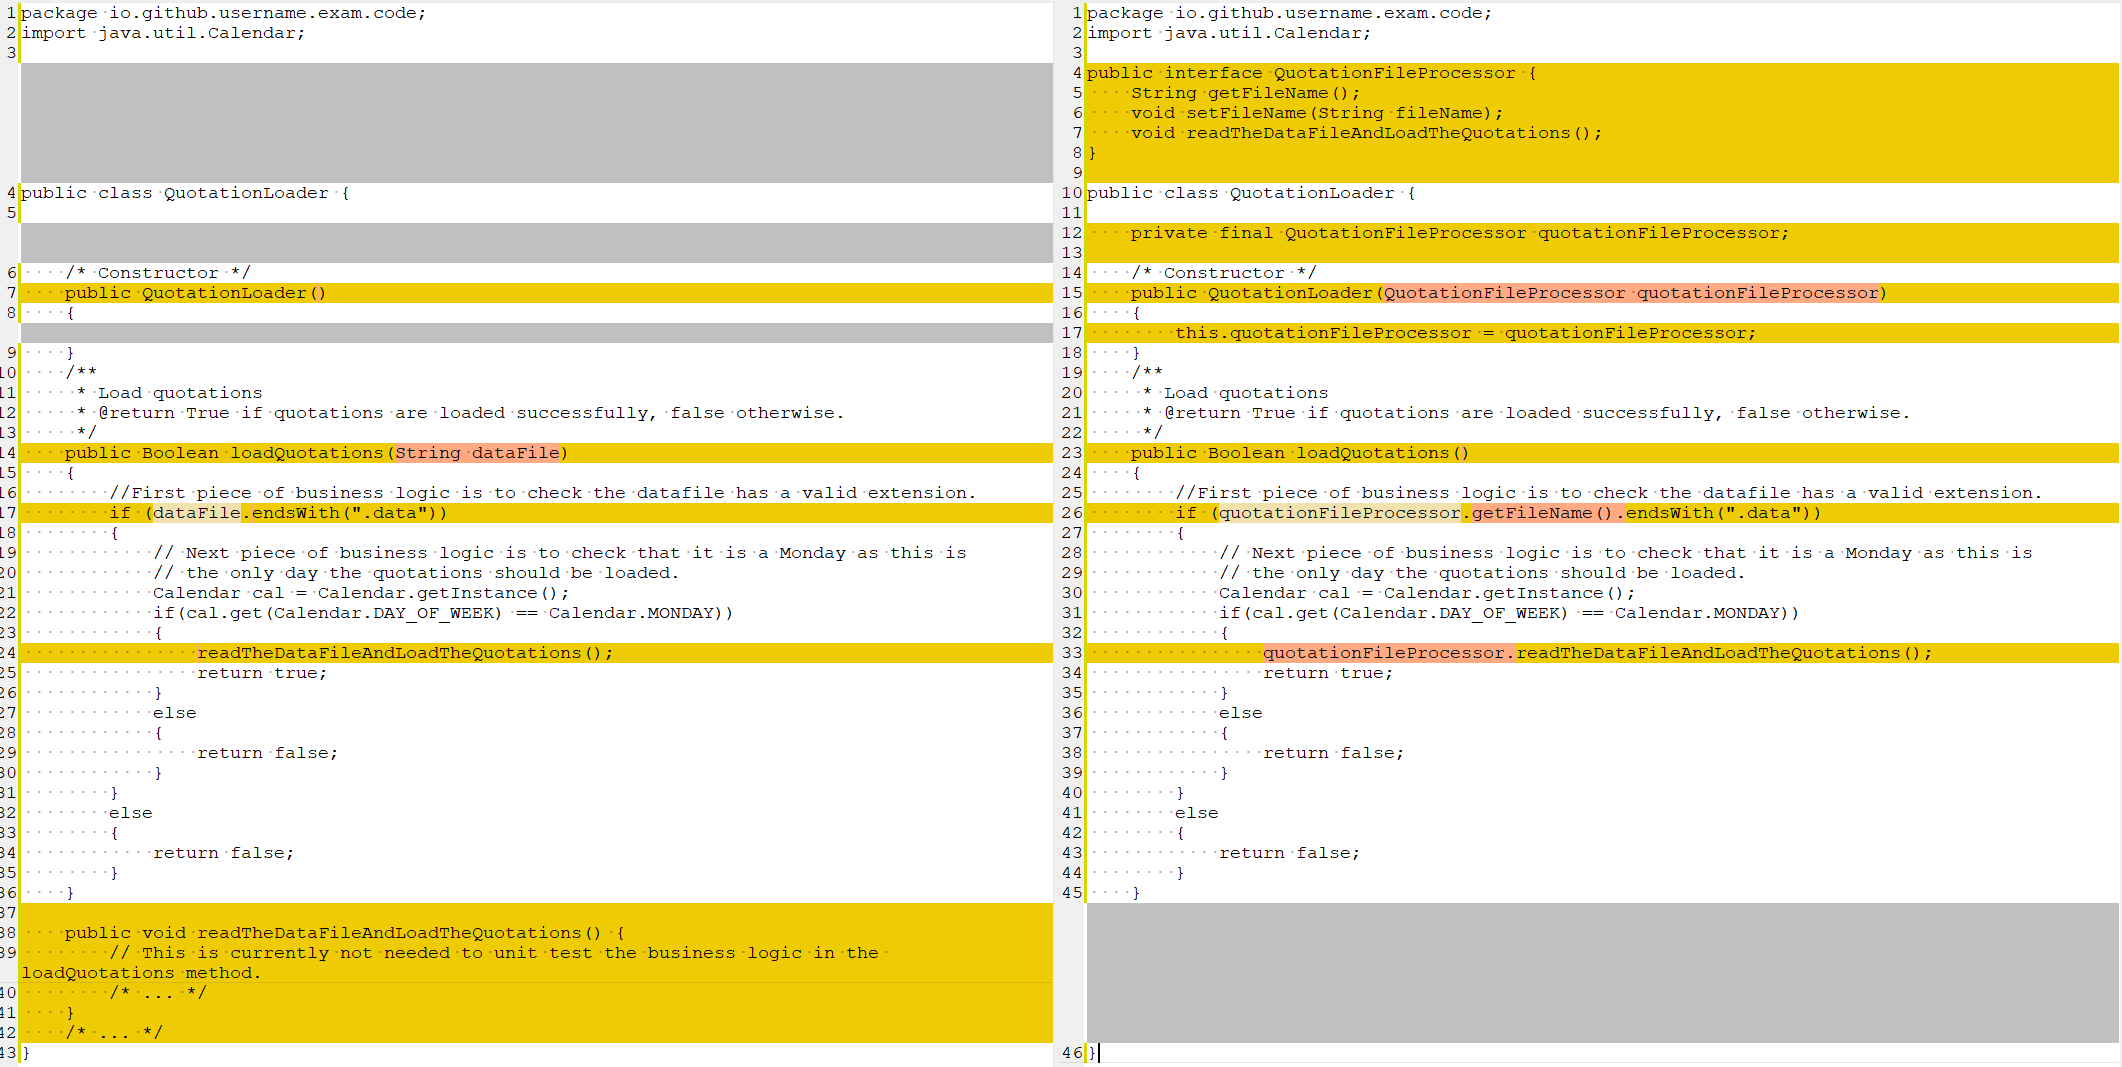 1 package io.github.username.exam.code;
2 import java.util.Calendar;
3
4 public class QuotationLoader {
5
6     /* Constructor */
7     public QuotationLoader()
8     {
9     }
10     /**
11      * Load quotations
12      * @return True if quotations are loaded successfully, false otherwise.
13      */
14     public Boolean loadQuotations(String dataFile)
15     {
16         //First piece of business logic is to check the datafile has a valid extension.
17         if (dataFile.endsWith(".data"))
18         {
19             // Next piece of business logic is to check that it is a Monday as this is
20             // the only day the quotations should be loaded.
21             Calendar cal = Calendar.getInstance();
22             if(cal.get(Calendar.DAY_OF_WEEK) == Calendar.MONDAY))
23             {
24                 readTheDataFileAndLoadTheQuotations();
25                 return true;
26             }
27             else
28             {
29                 return false;
30             }
31         }
32         else
33         {
34             return false;
35         }
36     }
37
38     public void readTheDataFileAndLoadTheQuotations() {
39         // This is currently not needed to unit test the business logic in the
loadQuotations method.
40         /* ... */
41     }
42     /* ... */
43 }
1 package io.github.username.exam.code;
2 import java.util.Calendar;
3
4 public interface QuotationFileProcessor {
5     String getFileName();
6     void setFileName(String fileName);
7     void readTheDataFileAndLoadTheQuotations();
8 }
9
10 public class QuotationLoader {
11
12     private final QuotationFileProcessor quotationFileProcessor;
13
14     /* Constructor */
15     public QuotationLoader(QuotationFileProcessor quotationFileProcessor)
16     {
17         this.quotationFileProcessor = quotationFileProcessor;
18     }
19     /**
20      * Load quotations
21      * @return True if quotations are loaded successfully, false otherwise.
22      */
23     public Boolean loadQuotations()
24     {
25         //First piece of business logic is to check the datafile has a valid extension.
26         if (quotationFileProcessor.getFileName().endsWith(".data"))
27         {
28             // Next piece of business logic is to check that it is a Monday as this is
29             // the only day the quotations should be loaded.
30             Calendar cal = Calendar.getInstance();
31             if(cal.get(Calendar.DAY_OF_WEEK) == Calendar.MONDAY))
32             {
33                 quotationFileProcessor.readTheDataFileAndLoadTheQuotations();
34                 return true;
35             }
36             else
37             {
38                 return false;
39             }
40         }
41         else
42         {
43             return false;
44         }
45     }
46 }